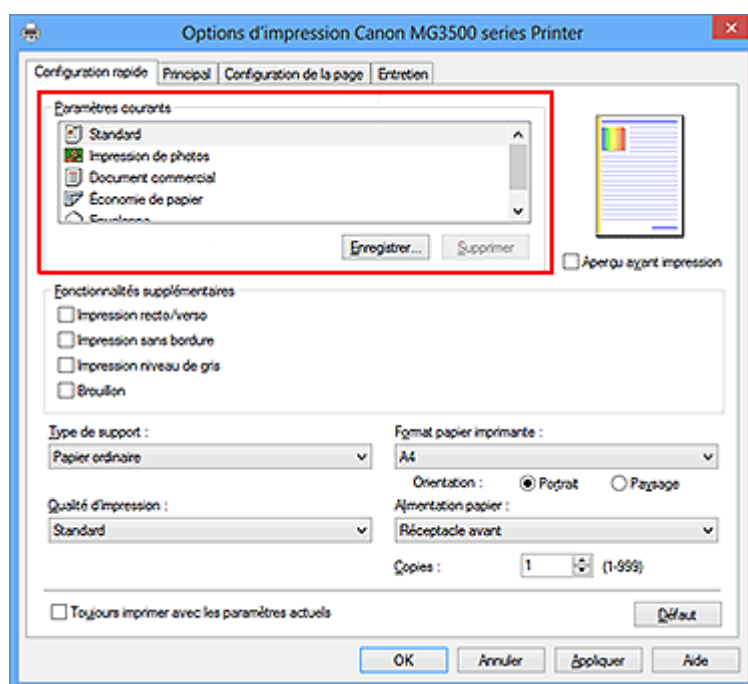 Options d'impression Canon MG3500 series Printer
Configuration rapide Principal Configuration de la page Entretien
Paramètres courants
Standard
Impression de photos
Document commercial
Économie de papier
Enregistrer... Supprimer
Aperçu avant impression
Fonctionnalités supplémentaires
Impression recto/verso
Impression sans bordure
Impression niveau de gris
Brouillon
Type de support :
Papier ordinaire
Format papier imprimante :
A4
Orientation : Portrait Paysage
Qualité d'impression :
Standard
Alimentation papier :
Réceptacle avant
Copies : 1 (1-999)
Toujours imprimer avec les paramètres actuels
Défaut
OK Annuler Appliquer Aide